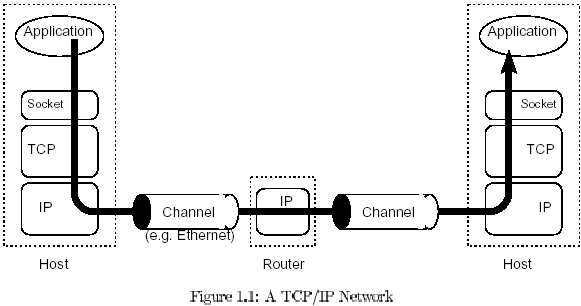 Application
Application
Socket
Socket
TCP
TCP
IP
IP
IP
Channel
Channel
(e.g. Ethernet)
Host
Router
Host
Figure 1.1: A TCP/IP Network